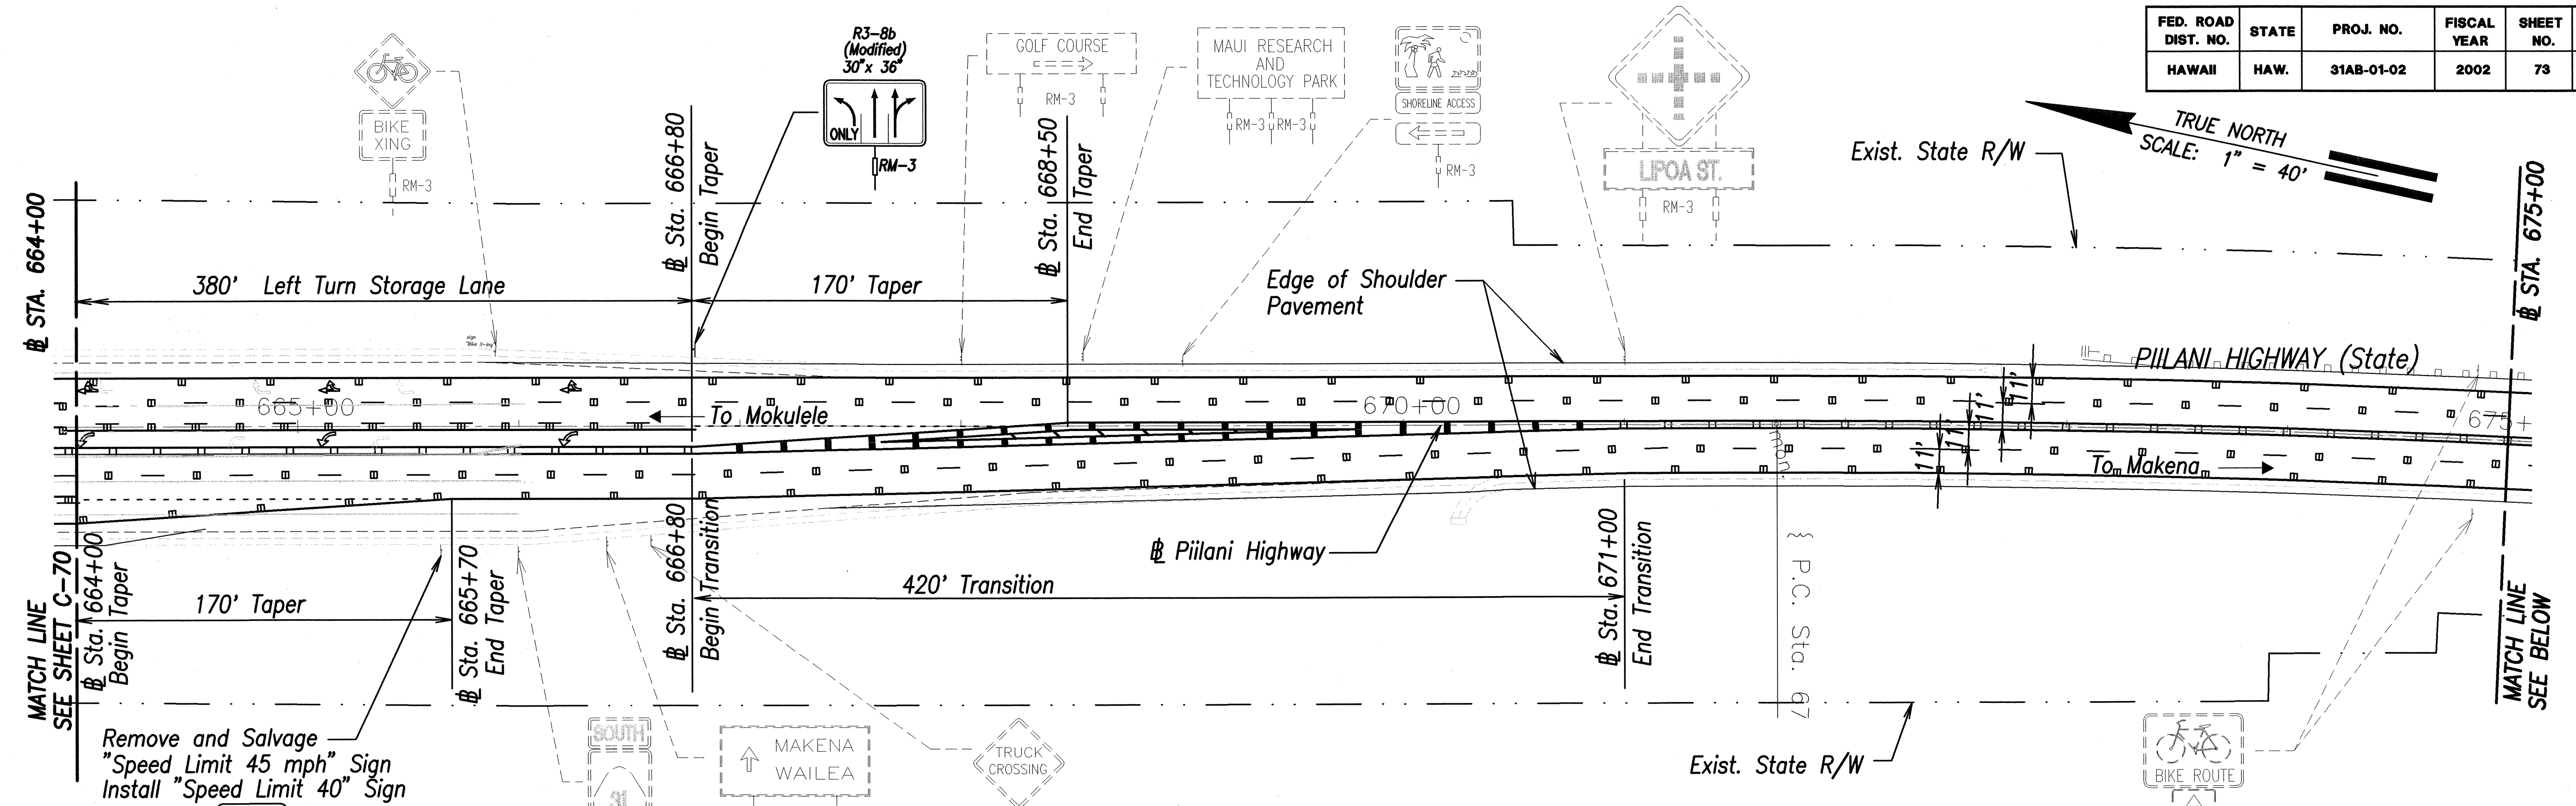 FED. ROAD DIST. NO.
STATE
PROJ. NO.
FISCAL YEAR
SHEET NO.
HAWAII
HAW.
31AB-01-02
2002
73
R3-8b
(Modified)
30"x 36"
ONLY
RM-3
BIKE
XING
RM-3
GOLF COURSE
RM-3
MAUI RESEARCH
AND
TECHNOLOGY PARK
RM-3
RM-3
SHORELINE ACCESS
RM-3
LIPOA ST.
RM-3
TRUE NORTH
SCALE: 1" = 40'
Exist. State R/W
℄ STA. 664+00
℄ Sta. 666+80
Begin Taper
℄ Sta. 668+50
End Taper
℄ STA. 675+00
380' Left Turn Storage Lane
170' Taper
Edge of Shoulder
Pavement
sign
"Bike X-ing"
PIILANI HIGHWAY (State)
665+00
To Mokulele
670+00
675+
11'
11'
11'
11'
To Makena
mon.
℄ Piilani Highway
MATCH LINE
SEE SHEET C-70
℄ Sta. 664+00
Begin Taper
170' Taper
℄ Sta. 665+70
End Taper
℄ Sta. 666+80
Begin Transition
420' Transition
℄ Sta. 671+00
End Transition
P.C. Sta. 67
MATCH LINE
SEE BELOW
Remove and Salvage
"Speed Limit 45 mph" Sign
Install "Speed Limit 40" Sign
SOUTH
MAKENA
WAILEA
TRUCK
CROSSING
Exist. State R/W
BIKE ROUTE